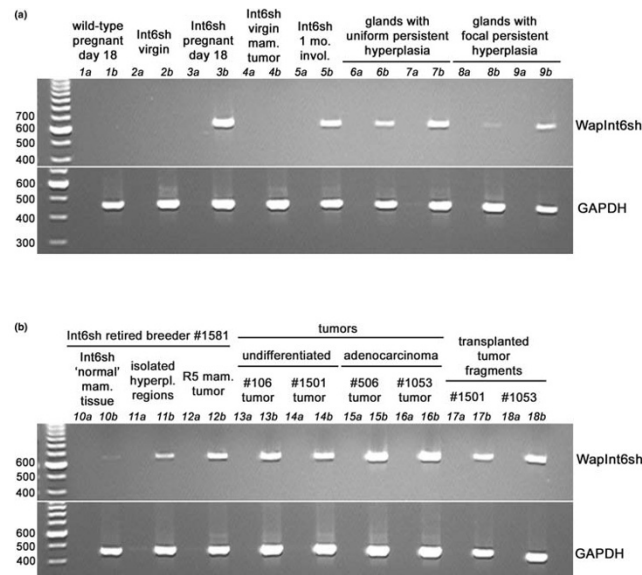 (a)
wild-type pregnant day 18
Int6sh virgin
Int6sh pregnant day 18
Int6sh virgin mam. tumor
Int6sh 1 mo. invol.
glands with uniform persistent hyperplasia
glands with focal persistent hyperplasia
1a 1b 2a 2b 3a 3b 4a 4b 5a 5b 6a 6b 7a 7b 8a 8b 9a 9b
700
600
500
400
WapInt6sh
600
500
400
300
GAPDH
(b)
Int6sh retired breeder #1581
tumors
Int6sh 'normal' mam. tissue
isolated hyperpl. regions
R5 mam. tumor
undifferentiated
adenocarcinoma
transplanted tumor fragments
#106 tumor
#1501 tumor
#506 tumor
#1053 tumor
#1501
#1053
10a 10b 11a 11b 12a 12b 13a 13b 14a 14b 15a 15b 16a 16b 17a 17b 18a 18b
600
500
400
WapInt6sh
600
500
400
GAPDH